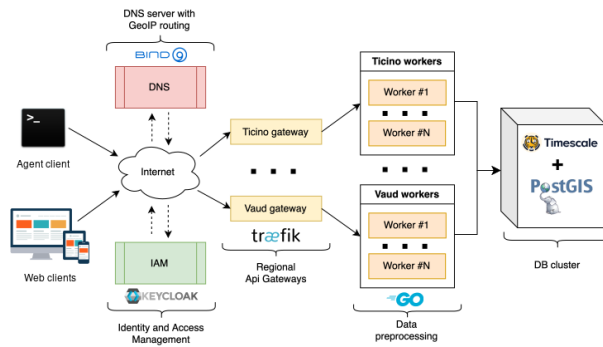 DNS server with
GeoIP routing
BIND 9
DNS
>_
Agent client
Internet
Web clients
IAM
KEYCLOAK
Identity and Access
Management
Ticino gateway
Vaud gateway
træfik
Regional
Api Gateways
Ticino workers
Worker #1
Worker #N
Vaud workers
Worker #1
Worker #N
GO
Data
preprocessing
Timescale
+
PostGIS
DB cluster